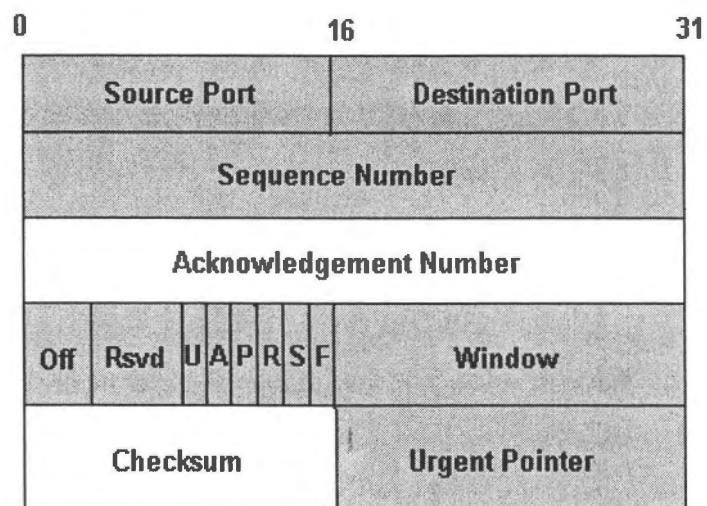 0 16 31
Source Port Destination Port
Sequence Number
Acknowledgement Number
Off Rsvd U A P R S F Window
Checksum Urgent Pointer